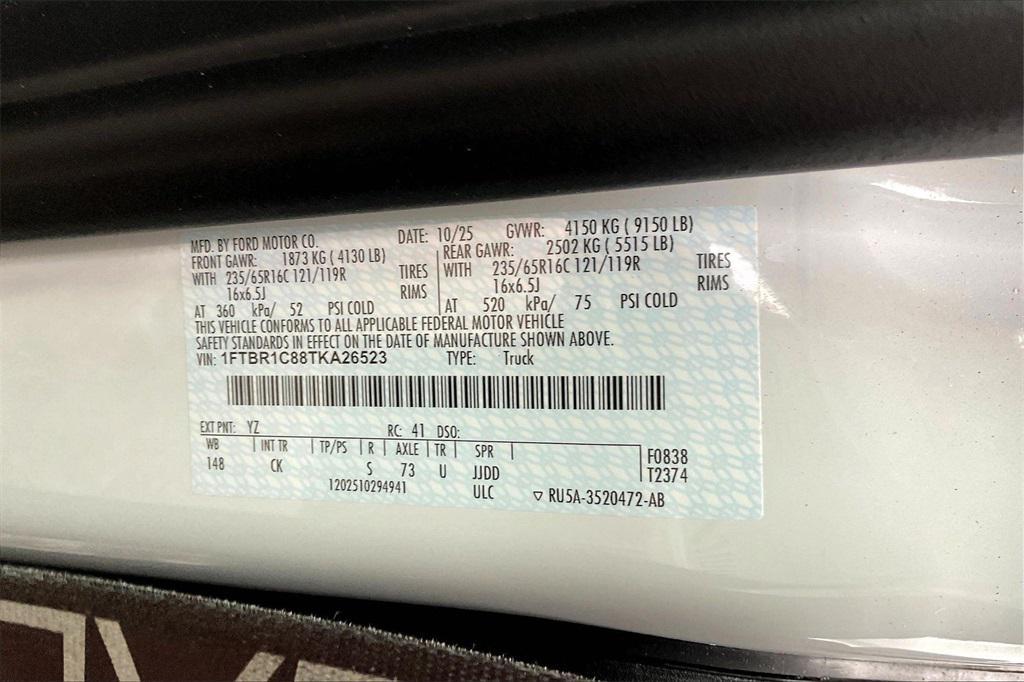 MFD. BY FORD MOTOR CO. DATE: 10/25 GVWR: 4150 KG ( 9150 LB)
FRONT GAWR: 1873 KG ( 4130 LB) REAR GAWR: 2502 KG ( 5515 LB)
WITH 235/65R16C 121/119R TIRES WITH 235/65R16C 121/119R TIRES
16x6.5J RIMS 16x6.5J RIMS
AT 360 kPa/ 52 PSI COLD AT 520 kPa/ 75 PSI COLD
THIS VEHICLE CONFORMS TO ALL APPLICABLE FEDERAL MOTOR VEHICLE
SAFETY STANDARDS IN EFFECT ON THE DATE OF MANUFACTURE SHOWN ABOVE.
VIN: 1FTBR1C88TKA26523 TYPE: Truck
EXT PNT: YZ RC: 41 DSO:
WB INT TR TP/PS R AXLE TR SPR F0838
148 CK S 73 U JJDD T2374
1202510294941 ULC ▽ RU5A-3520472-AB